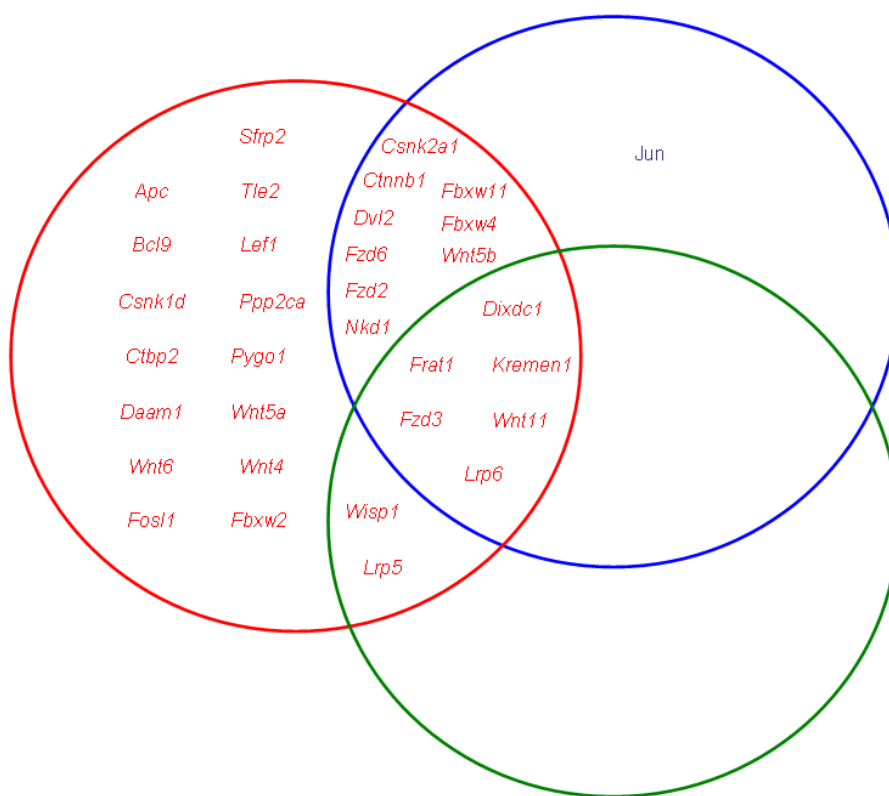 Sfrp2
Apc
Tle2
Bcl9
Lef1
Csnk1d
Ppp2ca
Ctbp2
Pygo1
Daam1
Wnt5a
Wnt6
Wnt4
Fosl1
Fbxw2
Csnk2a1
Ctnnb1
Fbxw11
Dvl2
Fbxw4
Fzd6
Wnt5b
Fzd2
Nkd1
Jun
Dixdc1
Frat1
Kremen1
Fzd3
Wnt11
Lrp6
Wisp1
Lrp5